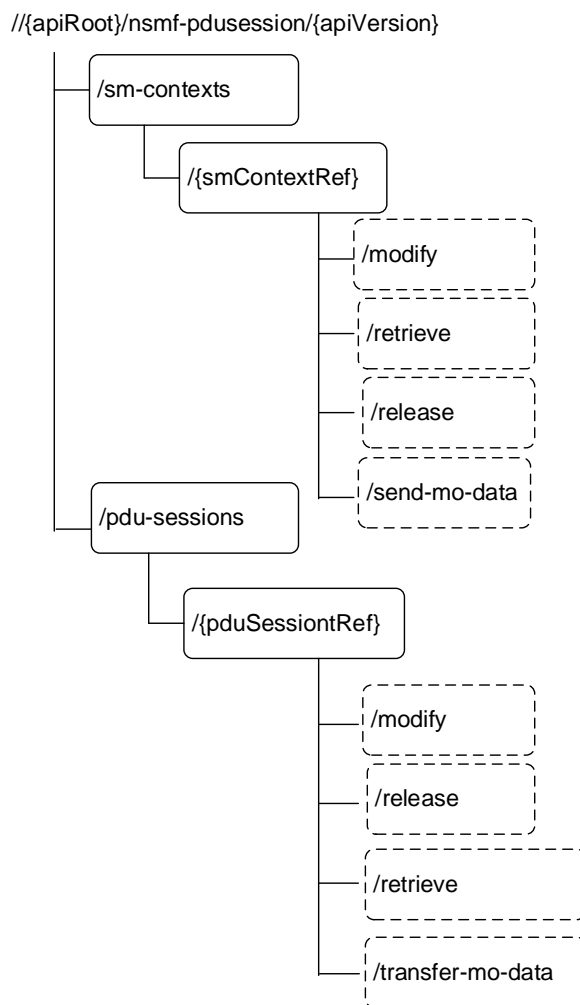 //{apiRoot}/nsmf-pdusession/{apiVersion}
/sm-contexts
/{smContextRef}
/modify
/retrieve
/release
/send-mo-data
/pdu-sessions
/{pduSessiontRef}
/modify
/release
/retrieve
/transfer-mo-data